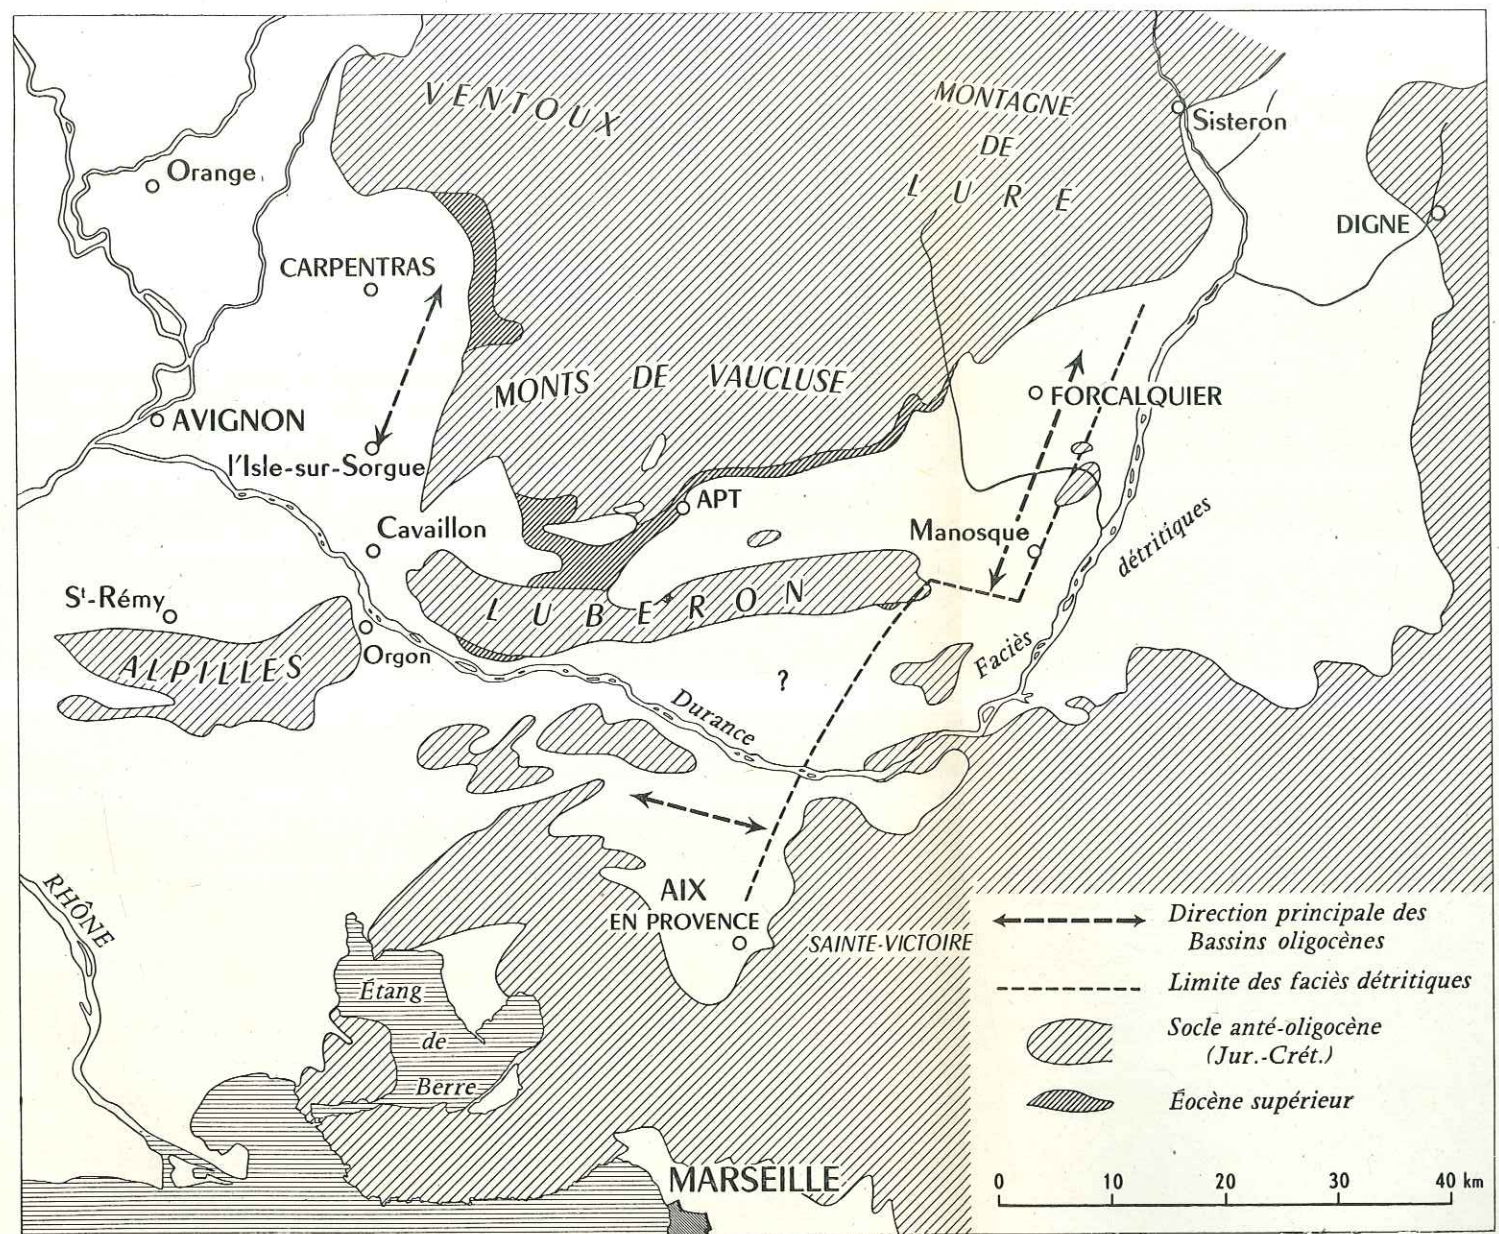 VENTOUX
MONTAGNE
DE
LURE
Sisteron
Orange
DIGNE
CARPENTRAS
MONTS DE VAUCLUSE
FORCALQUIER
AVIGNON
l'Isle-sur-Sorgue
APT
Cavaillon
Manosque
détritiques
Faciès
St-Rémy
LUBERON
Orgon
ALPILLES
?
Durance
RHÔNE
AIX
EN PROVENCE
SAINTE-VICTOIRE
Étang
de
Berre
MARSEILLE
Direction principale des
Bassins oligocènes
Limite des faciès détritiques
Socle anté-oligocène
(Jur.-Crét.)
Éocène supérieur
0 10 20 30 40 km